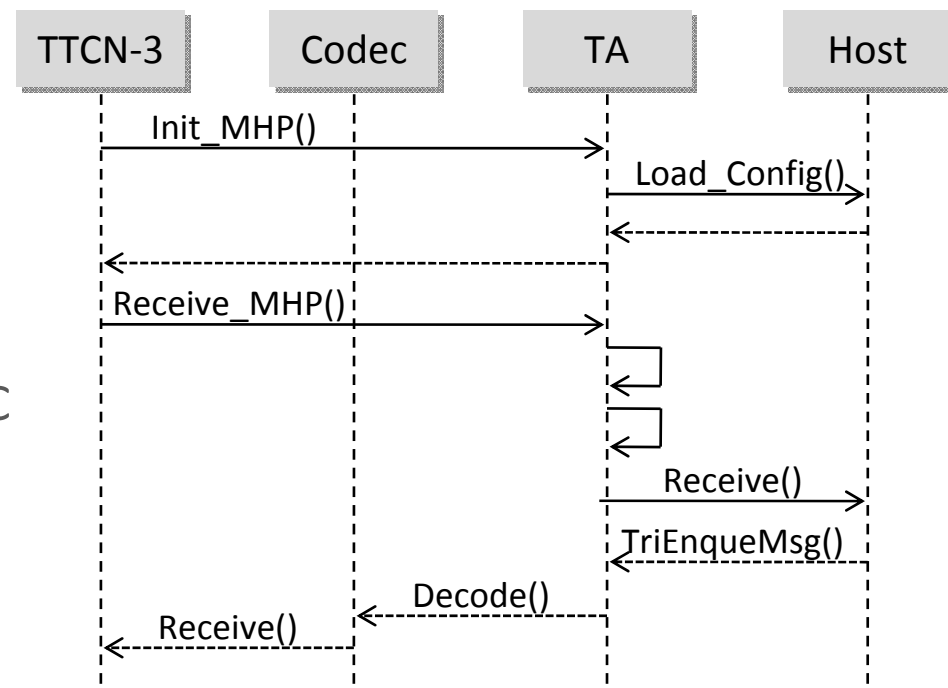 TTCN-3
Codec
TA
Host
Init_MHP()
Load_Config()
Receive_MHP()
C
Receive()
TriEnqueMsg()
Decode()
Receive()